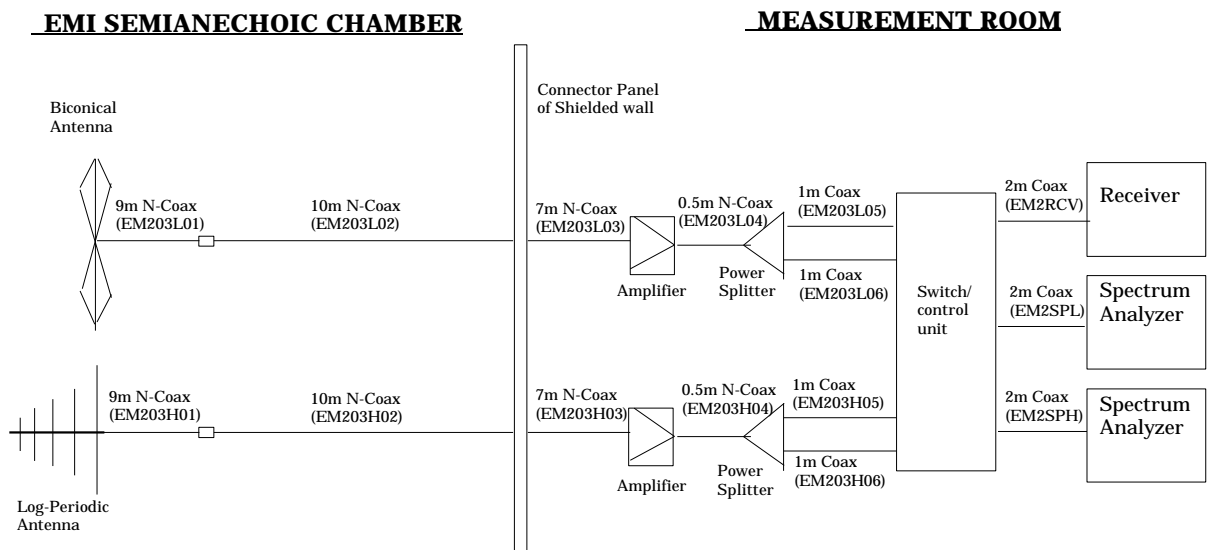 EMI SEMIANECHOIC CHAMBER
MEASUREMENT ROOM
Biconical
Antenna
Connector Panel
of Shielded wall
9m N-Coax
(EM203L01)
10m N-Coax
(EM203L02)
7m N-Coax
(EM203L03)
0.5m N-Coax
(EM203L04)
1m Coax
(EM203L05)
2m Coax
(EM2RCV)
Receiver
Amplifier
Power
Splitter
1m Coax
(EM203L06)
Switch/
control
unit
2m Coax
(EM2SPL)
Spectrum
Analyzer
9m N-Coax
(EM203H01)
10m N-Coax
(EM203H02)
7m N-Coax
(EM203H03)
0.5m N-Coax
(EM203H04)
1m Coax
(EM203H05)
2m Coax
(EM2SPH)
Spectrum
Analyzer
Log-Periodic
Antenna
Amplifier
Power
Splitter
1m Coax
(EM203H06)